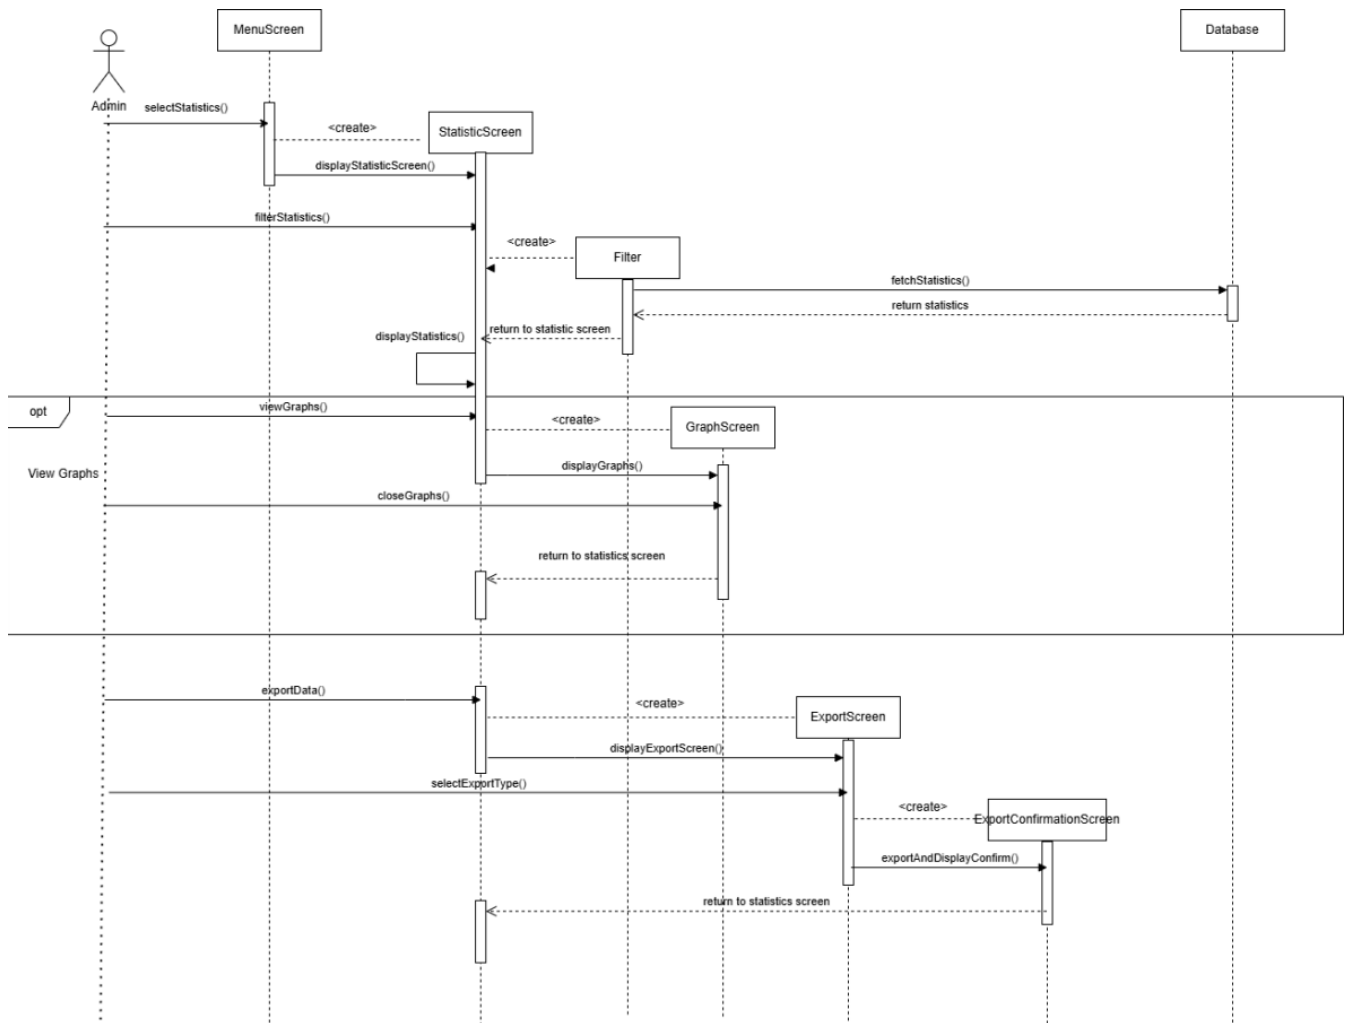 MenuScreen
Database
Admin
selectStatistics()
<create>
StatisticScreen
displayStatisticScreen()
filterStatistics()
<create>
Filter
fetchStatistics()
return statistics
return to statistic screen
displayStatistics()
opt
viewGraphs()
<create>
GraphScreen
displayGraphs()
View Graphs
closeGraphs()
return to statistics screen
exportData()
<create>
ExportScreen
displayExportScreen()
selectExportType()
<create>
ExportConfirmationScreen
exportAndDisplayConfirm()
return to statistics screen